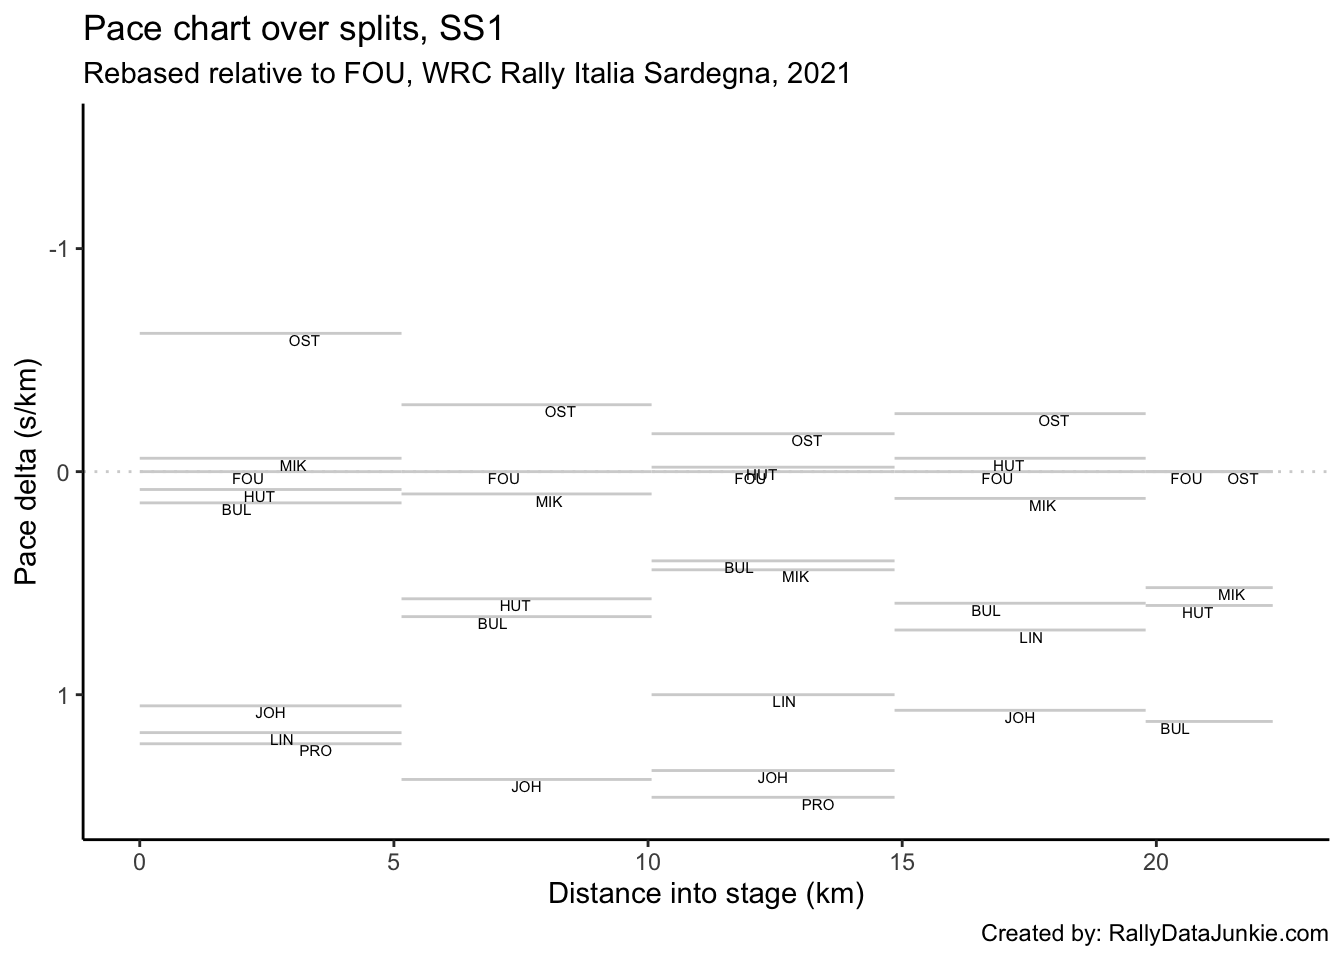 Pace chart over splits, SS1
Rebased relative to FOU, WRC Rally Italia Sardegna, 2021
Pace delta (s/km)
-1
0
1
OST
MIK
FOU
HUT
BUL
JOH
LIN
PRO
OST
FOU
MIK
HUT
BUL
JOH
OST
HUT
FOU
BUL
MIK
LIN
JOH
PRO
OST
HUT
FOU
MIK
BUL
LIN
JOH
FOU OST
MIK
HUT
BUL
0 5 10 15 20
Distance into stage (km)
Created by: RallyDataJunkie.com